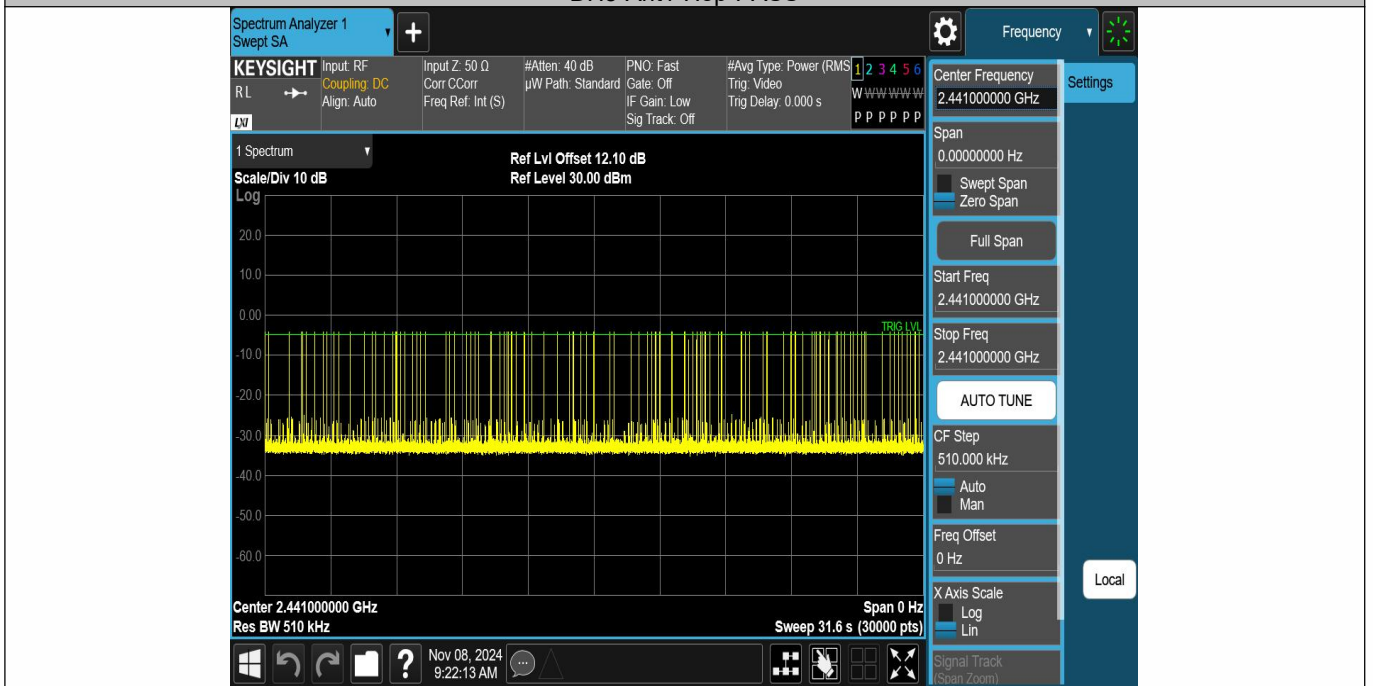 Spectrum Analyzer 1
Swept SA
+
Frequency
KEYSIGHT
RL
LXI
Input: RF
Coupling: DC
Align: Auto
Input Z: 50 Ω
Corr CCorr
Freq Ref: Int (S)
#Atten: 40 dB
µW Path: Standard
PNO: Fast
Gate: Off
IF Gain: Low
Sig Track: Off
#Avg Type: Power (RMS
Trig: Video
Trig Delay: 0.000 s
1 2 3 4 5 6
W W W W W W
P P P P P P
Center Frequency
2.441000000 GHz
Settings
Span
0.00000000 Hz
Swept Span
Zero Span
Full Span
Start Freq
2.441000000 GHz
Stop Freq
2.441000000 GHz
AUTO TUNE
CF Step
510.000 kHz
Auto
Man
Freq Offset
0 Hz
X Axis Scale
Log
Lin
Signal Track
(Span Zoom)
Local
1 Spectrum
Scale/Div 10 dB
Ref Lvl Offset 12.10 dB
Ref Level 30.00 dBm
Log
20.0
10.0
0.00
TRIG LVL
-10.0
-20.0
-30.0
-40.0
-50.0
-60.0
Center 2.441000000 GHz
Span 0 Hz
Res BW 510 kHz
Sweep 31.6 s (30000 pts)
?
Nov 08, 2024
9:22:13 AM